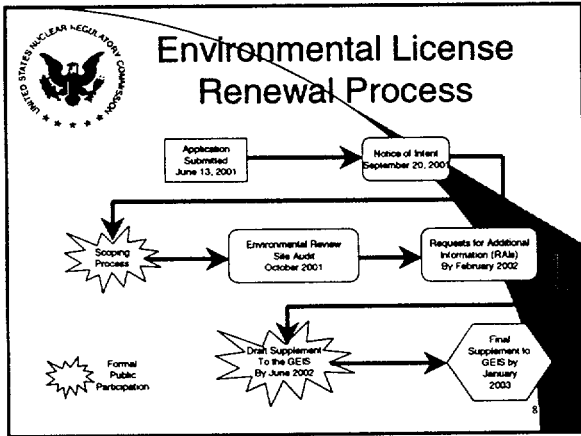 UNITED STATES NUCLEAR REGULATORY COMMISSION
Environmental License
Renewal Process
Application
Submitted
June 13, 2001
Notice of Intent
September 20, 2001
Scoping
Process
Environmental Review
Site Audit
October 2001
Requests for Additional
Information (RAIs)
By February 2002
Draft Supplement
To the GEIS
By June 2002
Final
Supplement to
GEIS by
January
2003
Formal
Public
Participation
8